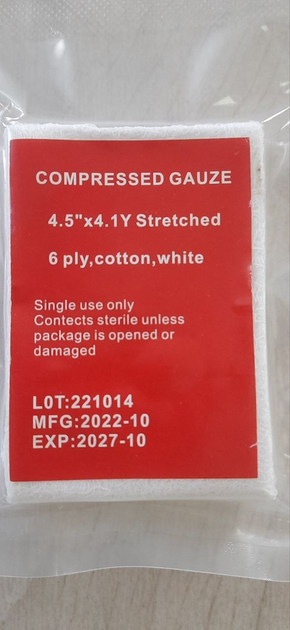 COMPRESSED GAUZE
4.5"x4.1Y Stretched
6 ply,cotton,white
Single use only
Contects sterile unless
package is opened or
damaged
L0T:221014
MFG:2022-10
EXP:2027-10